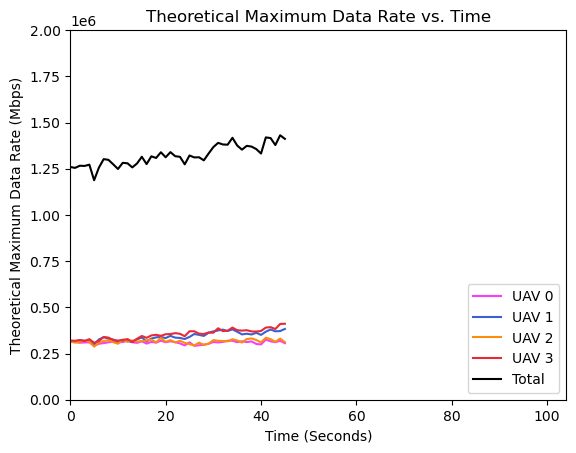 Theoretical Maximum Data Rate vs. Time
1e6
2.00
1.75
1.50
1.25
1.00
0.75
0.50
0.25
0.00
Theoretical Maximum Data Rate (Mbps)
0 20 40 60 80 100
Time (Seconds)
UAV 0
UAV 1
UAV 2
UAV 3
Total